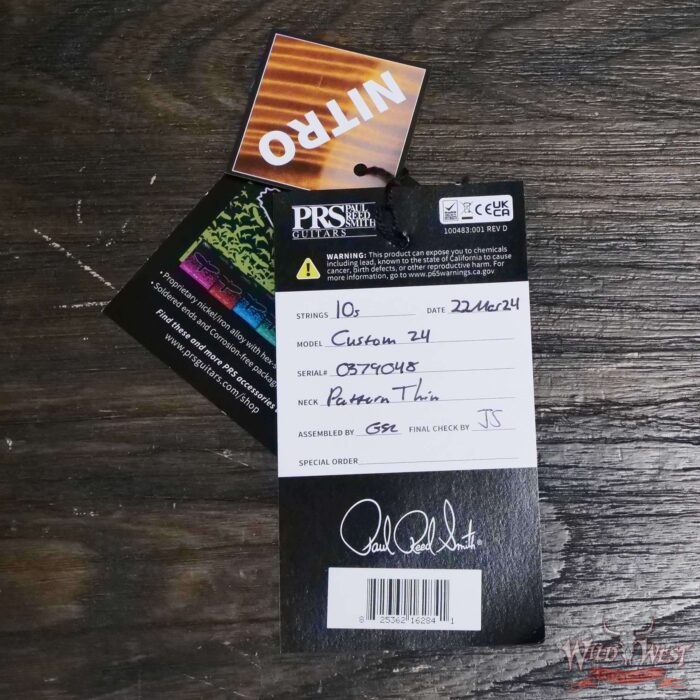 NITRO
PRS PAUL REED SMITH
GUITARS
UK CA
CE
100483:001 REV D
WARNING: This product can expose you to chemicals
including lead, known to the state of California to cause
cancer, birth defects, or other reproductive harm. For
more information, go to www.p65warnings.ca.gov
STRINGS 10s DATE 22Mar24
MODEL Custom 24
SERIAL# 0379048
NECK Pattern Thin
ASSEMBLED BY FINAL CHECK BY JS
SPECIAL ORDER
Paul Reed Smith
8 25362 16284 1
• Proprietary nickel/iron alloy with hex-
• Soldered ends and Corrosion-free packag
Find these and more PRS accessories
www.prsguitars.com/shop
WILD WEST